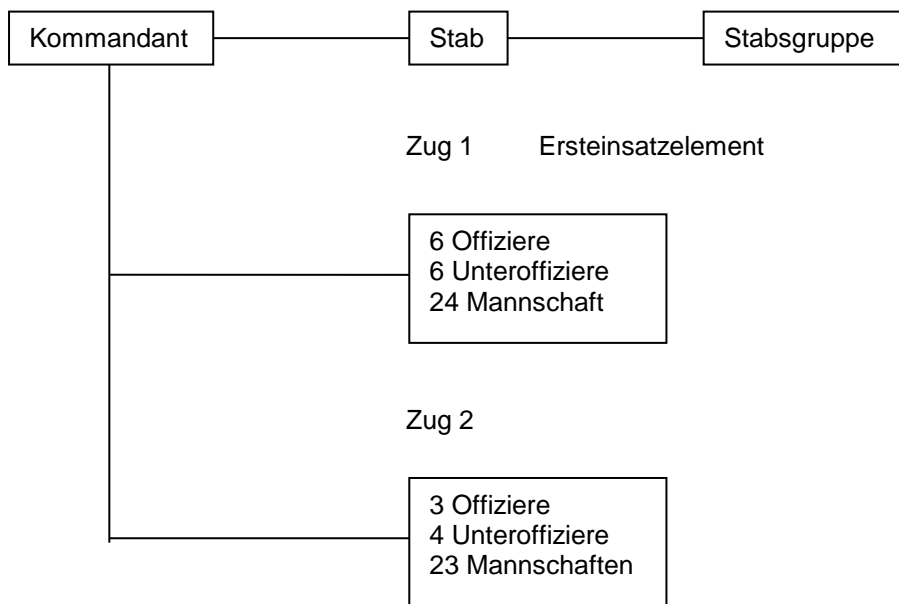 Kommandant Stab Stabsgruppe
Zug 1 Ersteinsatzelement
6 Offiziere
6 Unteroffiziere
24 Mannschaft
Zug 2
3 Offiziere
4 Unteroffiziere
23 Mannschaften